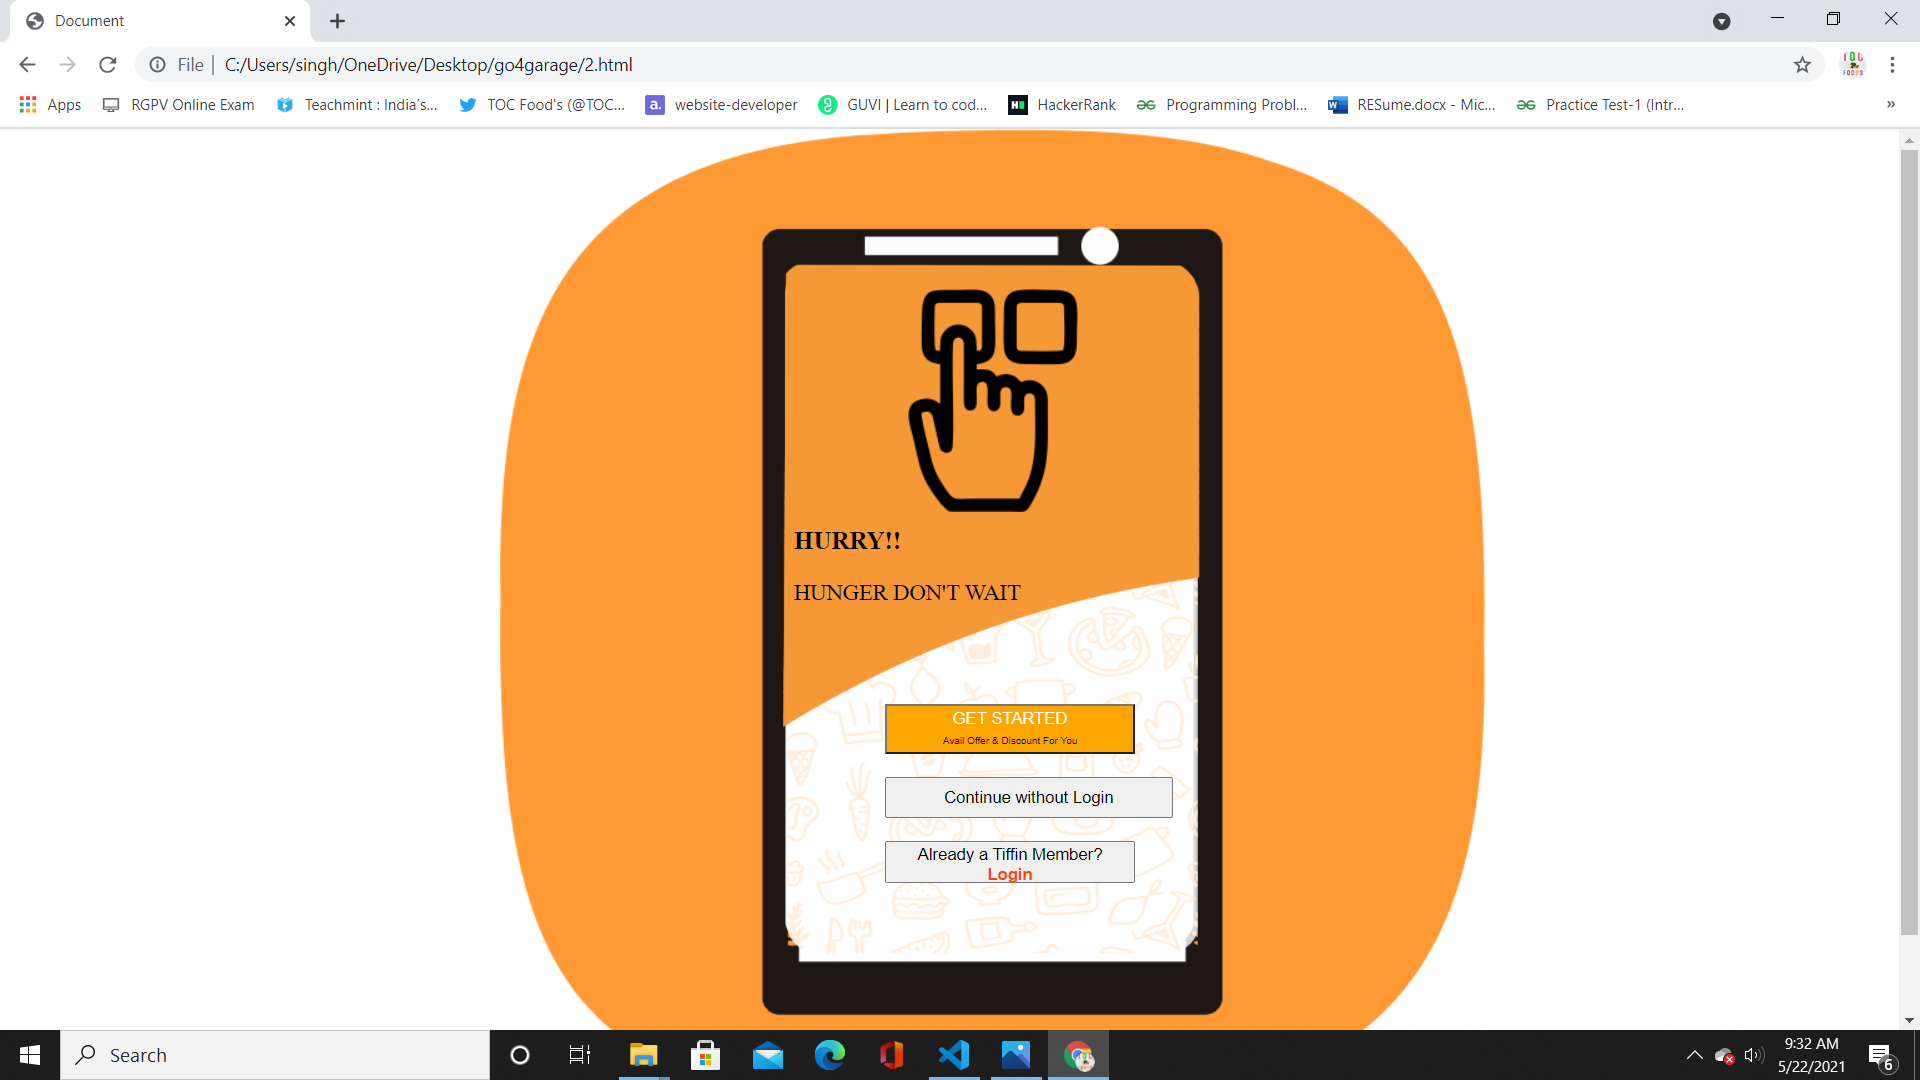 Document
File
C:/Users/singh/OneDrive/Desktop/go4garage/2.html
Apps
RGPV Online Exam
Teachmint : India's...
TOC Food's (@TOC...
a. website-developer
GUVI | Learn to cod...
HackerRank
Programming Probl...
RESume.docx - Mic...
Practice Test-1 (Intr...
»
HURRY!!
HUNGER DON'T WAIT
GET STARTED
Avail Offer & Discount For You
Continue without Login
Already a Tiffin Member?
Login
Search
9:32 AM
5/22/2021
6